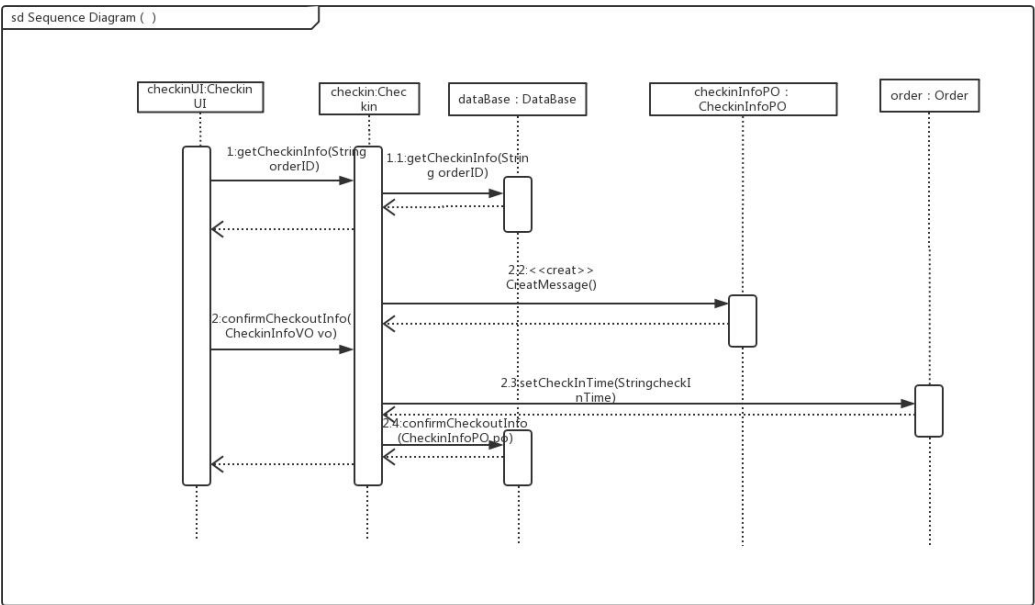 sd Sequence Diagram ( )
checkinUI:Checkin
UI
checkin:Chec
kin
dataBase : DataBase
checkinInfoPO :
CheckinInfoPO
order : Order
1:getCheckinInfo(String
orderID)
1.1:getCheckinInfo(Strin
g orderID)
2.2:<<creat>>
CreatMessage()
2:confirmCheckoutInfo(
CheckinInfoVO vo)
2.3:setCheckInTime(StringcheckI
nTime)
2.4:confirmCheckoutInfo
(CheckinInfoPO po)